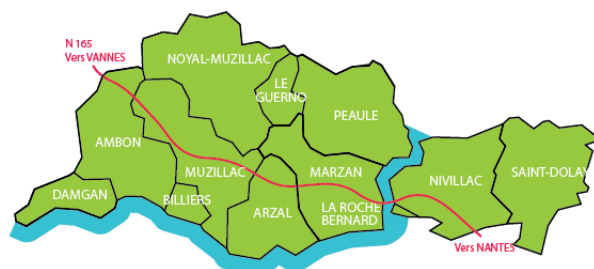 N 165
Vers VANNES
NOYAL-MUZILLAC
LE
GUERNO
PEAULE
AMBON
MUZILLAC
MARZAN
NIVILLAC
SAINT-DOLAY
DAMGAN
BILLIERS
ARZAL
LA ROCHE
BERNARD
Vers NANTES